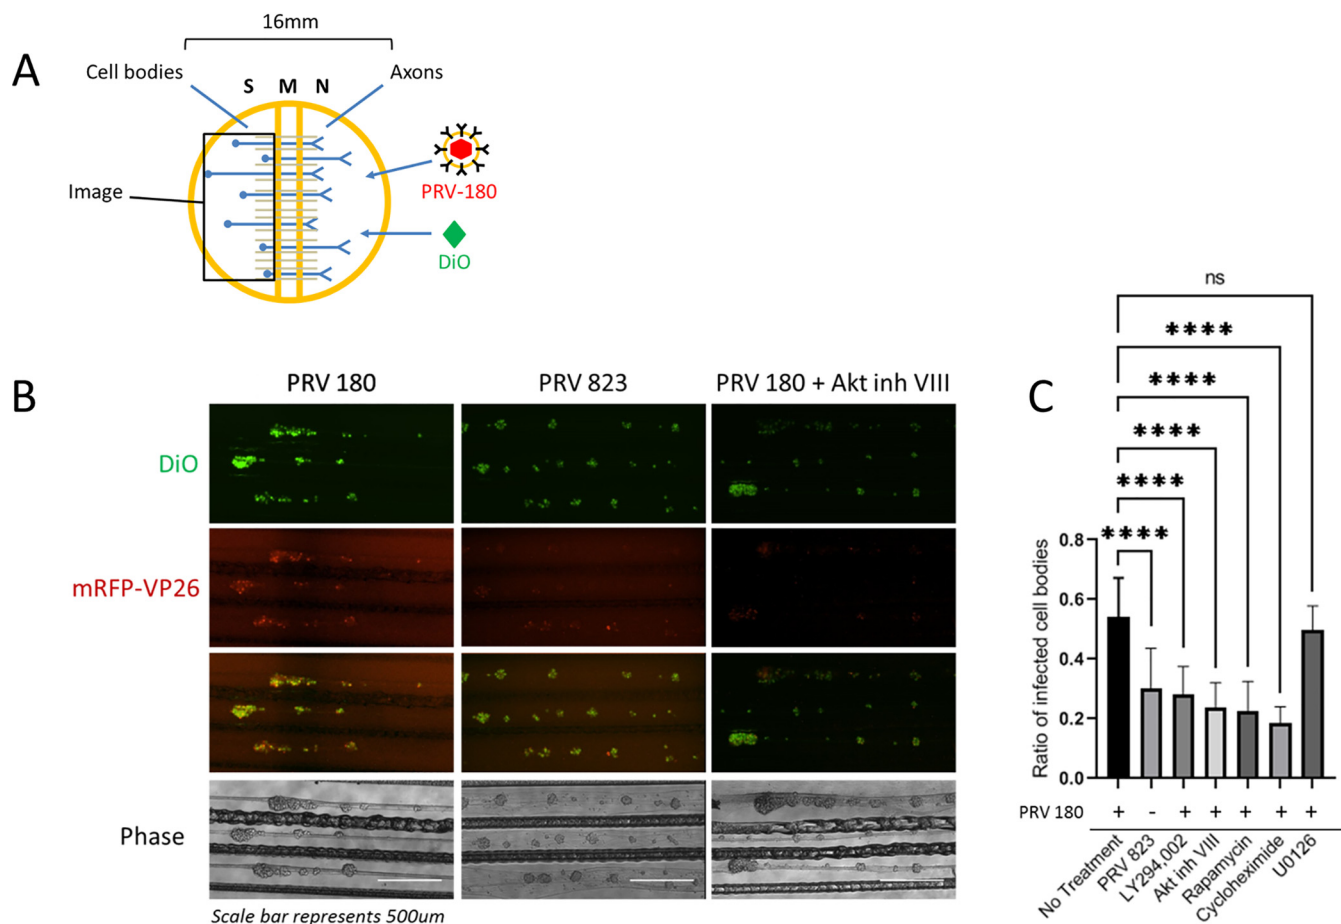 A
16mm
Cell bodies
S M N
Axons
Image
PRV-180
DiO
B
PRV 180
PRV 823
PRV 180 + Akt inh VIII
DiO
mRFP-VP26
Phase
Scale bar represents 500um
C
ns
****
****
****
****
****
Ratio of infected cell bodies
0.8
0.6
0.4
0.2
0.0
PRV 180 + - + + + + +
No Treatment
PRV 823
LY294,002
Akt inh VIII
Rapamycin
Cycloheximide
U0126